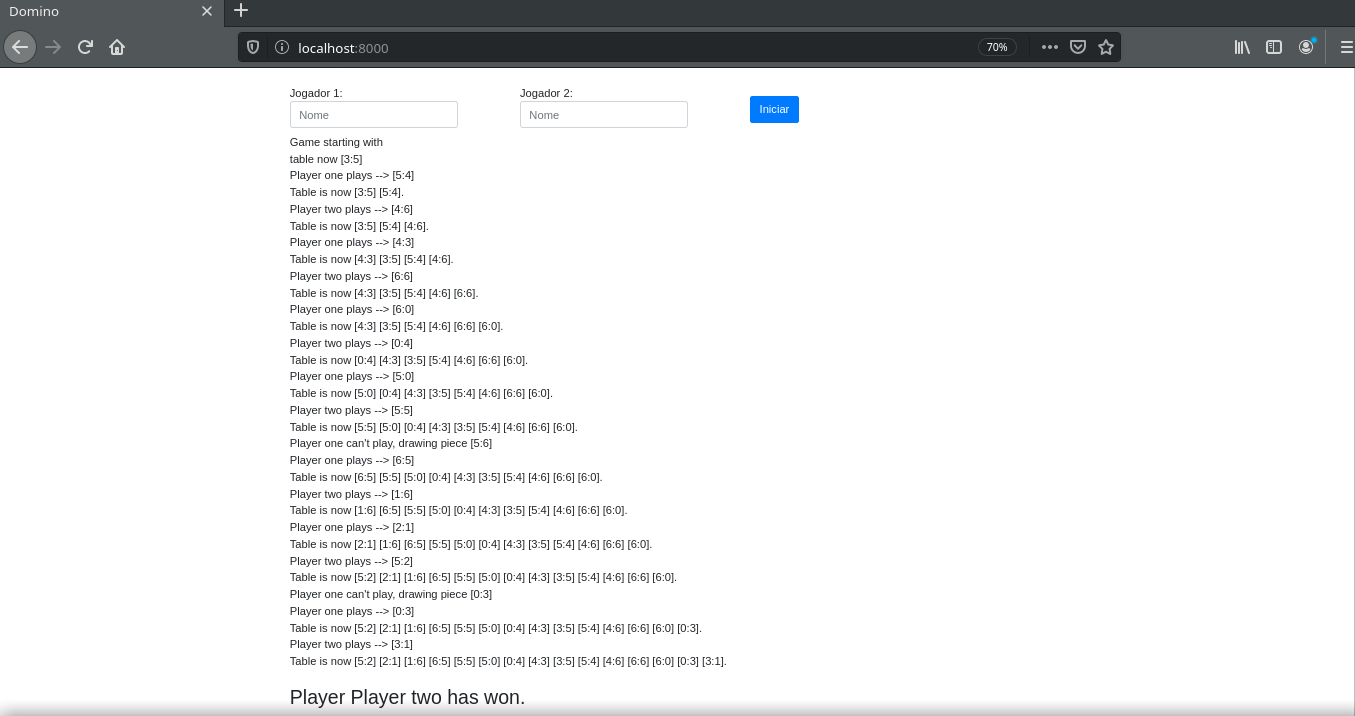 Domino
localhost:8000
70%
Jogador 1:
Jogador 2:
Nome
Nome
Iniciar
Game starting with
table now [3:5]
Player one plays --> [5:4]
Table is now [3:5] [5:4].
Player two plays --> [4:6]
Table is now [3:5] [5:4] [4:6].
Player one plays --> [4:3]
Table is now [4:3] [3:5] [5:4] [4:6].
Player two plays --> [6:6]
Table is now [4:3] [3:5] [5:4] [4:6] [6:6].
Player one plays --> [6:0]
Table is now [4:3] [3:5] [5:4] [4:6] [6:6] [6:0].
Player two plays --> [0:4]
Table is now [0:4] [4:3] [3:5] [5:4] [4:6] [6:6] [6:0].
Player one plays --> [5:0]
Table is now [5:0] [0:4] [4:3] [3:5] [5:4] [4:6] [6:6] [6:0].
Player two plays --> [5:5]
Table is now [5:5] [5:0] [0:4] [4:3] [3:5] [5:4] [4:6] [6:6] [6:0].
Player one can't play, drawing piece [5:6]
Player one plays --> [6:5]
Table is now [6:5] [5:5] [5:0] [0:4] [4:3] [3:5] [5:4] [4:6] [6:6] [6:0].
Player two plays --> [1:6]
Table is now [1:6] [6:5] [5:5] [5:0] [0:4] [4:3] [3:5] [5:4] [4:6] [6:6] [6:0].
Player one plays --> [2:1]
Table is now [2:1] [1:6] [6:5] [5:5] [5:0] [0:4] [4:3] [3:5] [5:4] [4:6] [6:6] [6:0].
Player two plays --> [5:2]
Table is now [5:2] [2:1] [1:6] [6:5] [5:5] [5:0] [0:4] [4:3] [3:5] [5:4] [4:6] [6:6] [6:0].
Player one can't play, drawing piece [0:3]
Player one plays --> [0:3]
Table is now [5:2] [2:1] [1:6] [6:5] [5:5] [5:0] [0:4] [4:3] [3:5] [5:4] [4:6] [6:6] [6:0] [0:3].
Player two plays --> [3:1]
Table is now [5:2] [2:1] [1:6] [6:5] [5:5] [5:0] [0:4] [4:3] [3:5] [5:4] [4:6] [6:6] [6:0] [0:3] [3:1].
Player Player two has won.